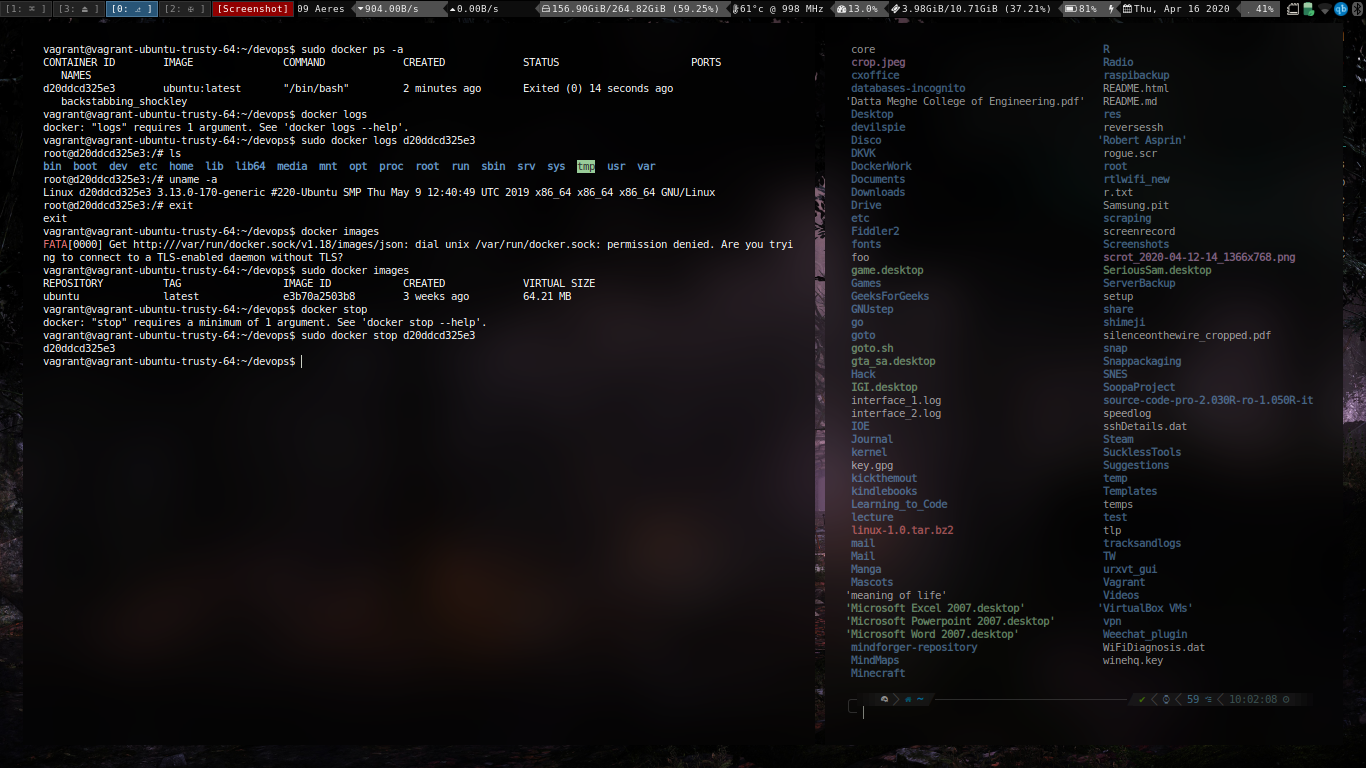 [1: ] [3: ] [0: ] [2: ] [Screenshot] 09 Aeres 904.00B/s 0.00B/s 156.90GiB/264.82GiB (59.25%) 61°c @ 998 MHz 13.0% 3.98GiB/10.71GiB (37.21%) 81% Thu, Apr 16 2020 41%
vagrant@vagrant-ubuntu-trusty-64:~/devops$ sudo docker ps -a
CONTAINER ID IMAGE COMMAND CREATED STATUS PORTS
NAMES
d20ddcd325e3 ubuntu:latest "/bin/bash" 2 minutes ago Exited (0) 14 seconds ago
backstabbing_shockley
vagrant@vagrant-ubuntu-trusty-64:~/devops$ docker logs
docker: "logs" requires 1 argument. See 'docker logs --help'.
vagrant@vagrant-ubuntu-trusty-64:~/devops$ sudo docker logs d20ddcd325e3
root@d20ddcd325e3:/# ls
bin boot dev etc home lib lib64 media mnt opt proc root run sbin srv sys tmp usr var
root@d20ddcd325e3:/# uname -a
Linux d20ddcd325e3 3.13.0-170-generic #220-Ubuntu SMP Thu May 9 12:40:49 UTC 2019 x86_64 x86_64 x86_64 GNU/Linux
root@d20ddcd325e3:/# exit
exit
vagrant@vagrant-ubuntu-trusty-64:~/devops$ docker images
FATA[0000] Get http:///var/run/docker.sock/v1.18/images/json: dial unix /var/run/docker.sock: permission denied. Are you tryi
ng to connect to a TLS-enabled daemon without TLS?
vagrant@vagrant-ubuntu-trusty-64:~/devops$ sudo docker images
REPOSITORY TAG IMAGE ID CREATED VIRTUAL SIZE
ubuntu latest e3b70a2503b8 3 weeks ago 64.21 MB
vagrant@vagrant-ubuntu-trusty-64:~/devops$ docker stop
docker: "stop" requires a minimum of 1 argument. See 'docker stop --help'.
vagrant@vagrant-ubuntu-trusty-64:~/devops$ sudo docker stop d20ddcd325e3
d20ddcd325e3
vagrant@vagrant-ubuntu-trusty-64:~/devops$
core R
crop.jpeg Radio
cxoffice raspibackup
databases-incognito README.html
'Datta Meghe College of Engineering.pdf' README.md
Desktop res
devilspie reversessh
Disco 'Robert Asprin'
DKVK rogue.scr
DockerWork root
Documents rtlwifi_new
Downloads r.txt
Drive Samsung.pit
etc scraping
Fiddler2 screenrecord
fonts Screenshots
foo scrot_2020-04-12-14_1366x768.png
game.desktop SeriousSam.desktop
Games ServerBackup
GeeksForGeeks setup
GNUstep share
go shimeji
goto silenceonthewire_cropped.pdf
goto.sh snap
gta_sa.desktop Snappackaging
Hack SNES
IGI.desktop SoopaProject
interface_1.log source-code-pro-2.030R-ro-1.050R-it
interface_2.log speedlog
IOE sshDetails.dat
Journal Steam
kernel SucklessTools
key.gpg Suggestions
kickthemout temp
kindlebooks Templates
Learning_to_Code temps
lecture test
linux-1.0.tar.bz2 tlp
mail tracksandlogs
Mail TW
Manga urxvt_gui
Mascots Vagrant
'meaning of life' Videos
'Microsoft Excel 2007.desktop' 'VirtualBox VMs'
'Microsoft Powerpoint 2007.desktop' vpn
'Microsoft Word 2007.desktop' Weechat_plugin
mindforger-repository WiFiDiagnosis.dat
MindMaps winehq.key
Minecraft
~ 59 10:02:08